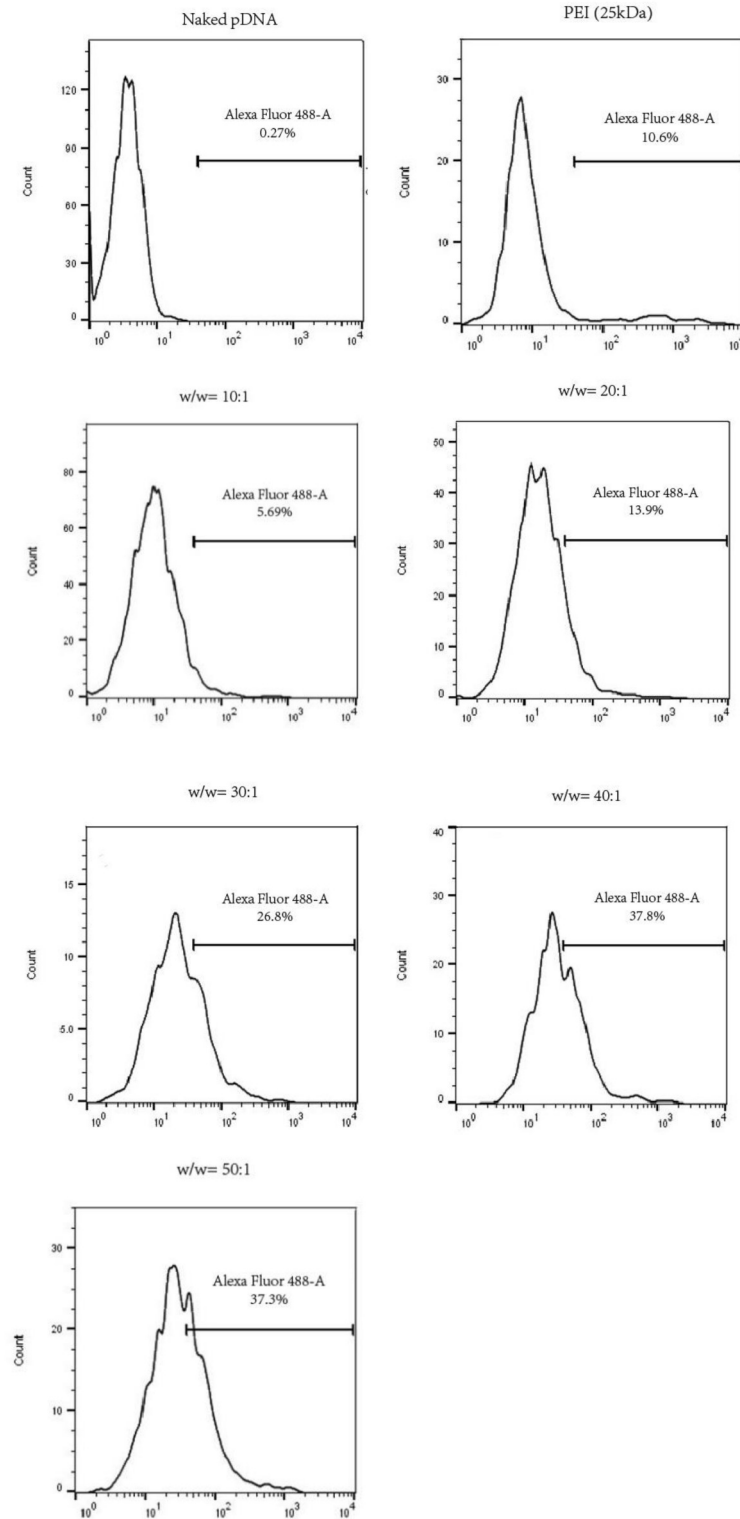 Naked pDNA
120
90
60
30
0
Count
Alexa Fluor 488-A
0.27%
10⁰ 10¹ 10² 10³ 10⁴
PEI (25kDa)
30
20
10
0
Count
Alexa Fluor 488-A
10.6%
10⁰ 10¹ 10² 10³
w/w= 10:1
80
60
40
20
0
Count
Alexa Fluor 488-A
5.69%
10⁰ 10¹ 10² 10³ 10⁴
w/w= 20:1
50
40
30
20
10
0
Count
Alexa Fluor 488-A
13.9%
10⁰ 10¹ 10² 10³ 10⁴
w/w= 30:1
15
10
5.0
0
Count
Alexa Fluor 488-A
26.8%
10⁰ 10¹ 10² 10³ 10⁴
w/w= 40:1
40
30
20
10
0
Count
Alexa Fluor 488-A
37.8%
10⁰ 10¹ 10² 10³ 10⁴
w/w= 50:1
30
20
10
0
Count
Alexa Fluor 488-A
37.3%
10⁰ 10¹ 10² 10³ 10⁴